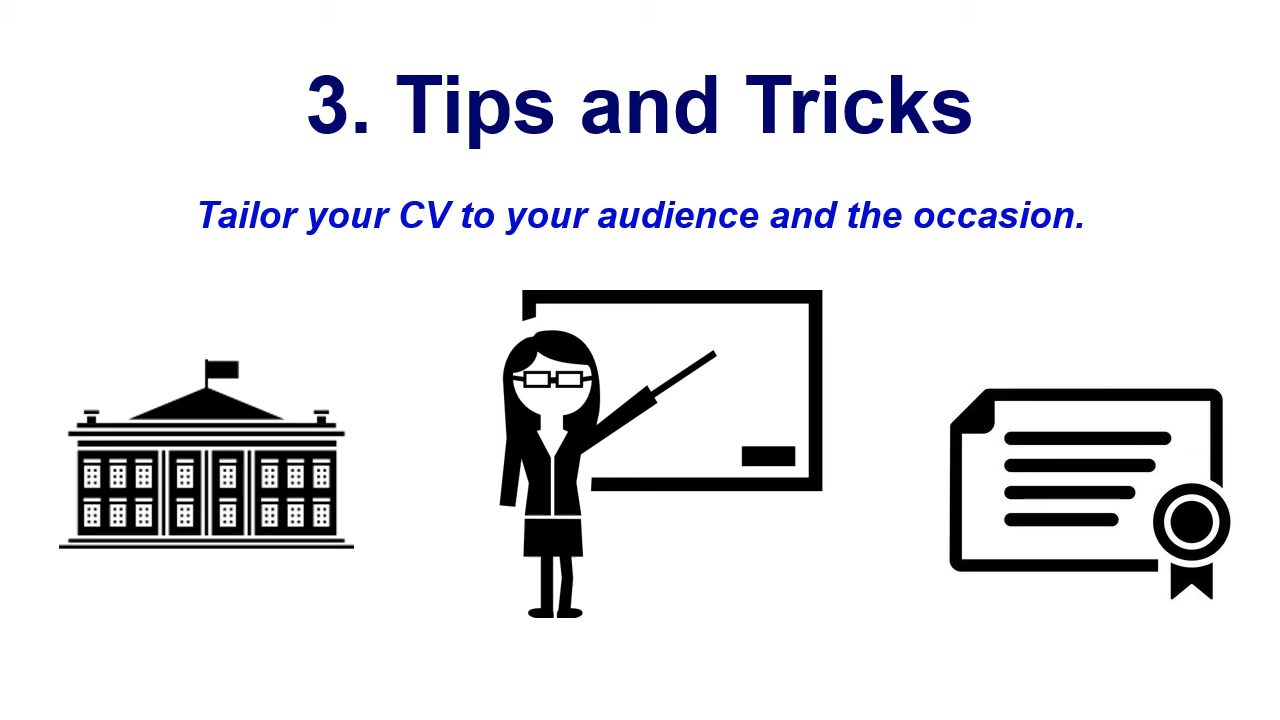 3. Tips and Tricks
Tailor your CV to your audience and the occasion.